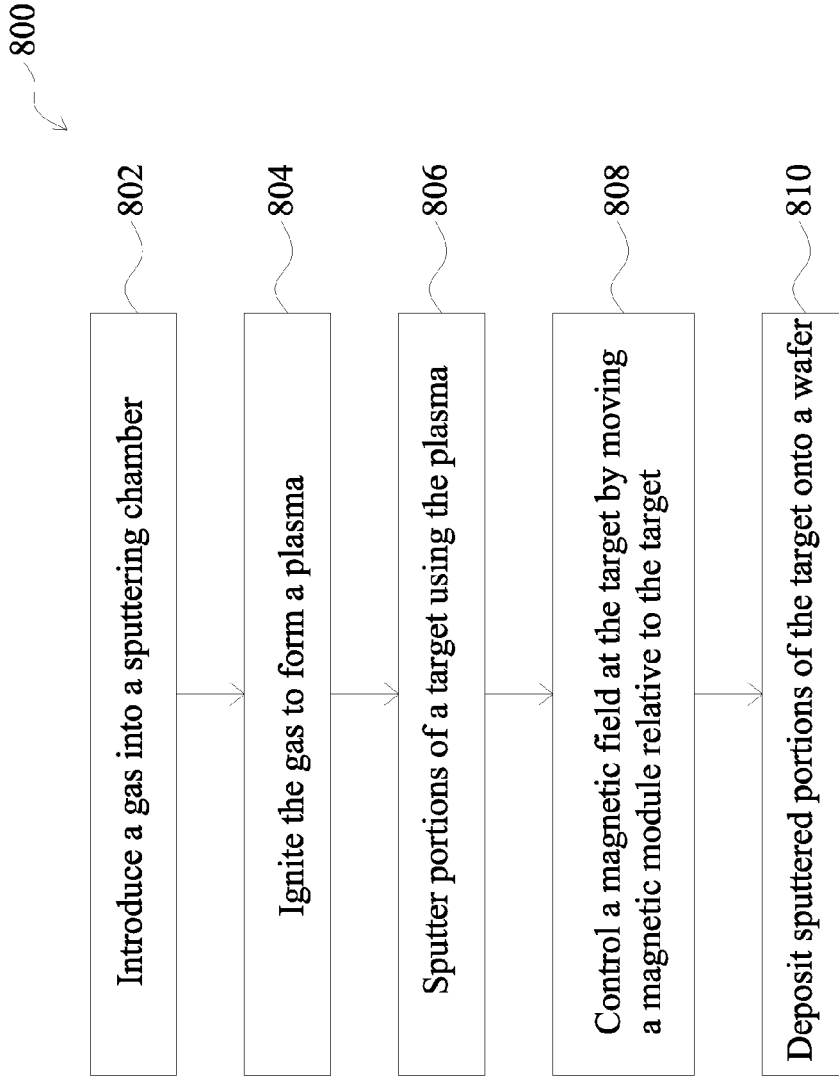 800
Introduce a gas into a sputtering chamber
802
Ignite the gas to form a plasma
804
Sputter portions of a target using the plasma
806
Control a magnetic field at the target by moving
a magnetic module relative to the target
808
Deposit sputtered portions of the target onto a wafer
810